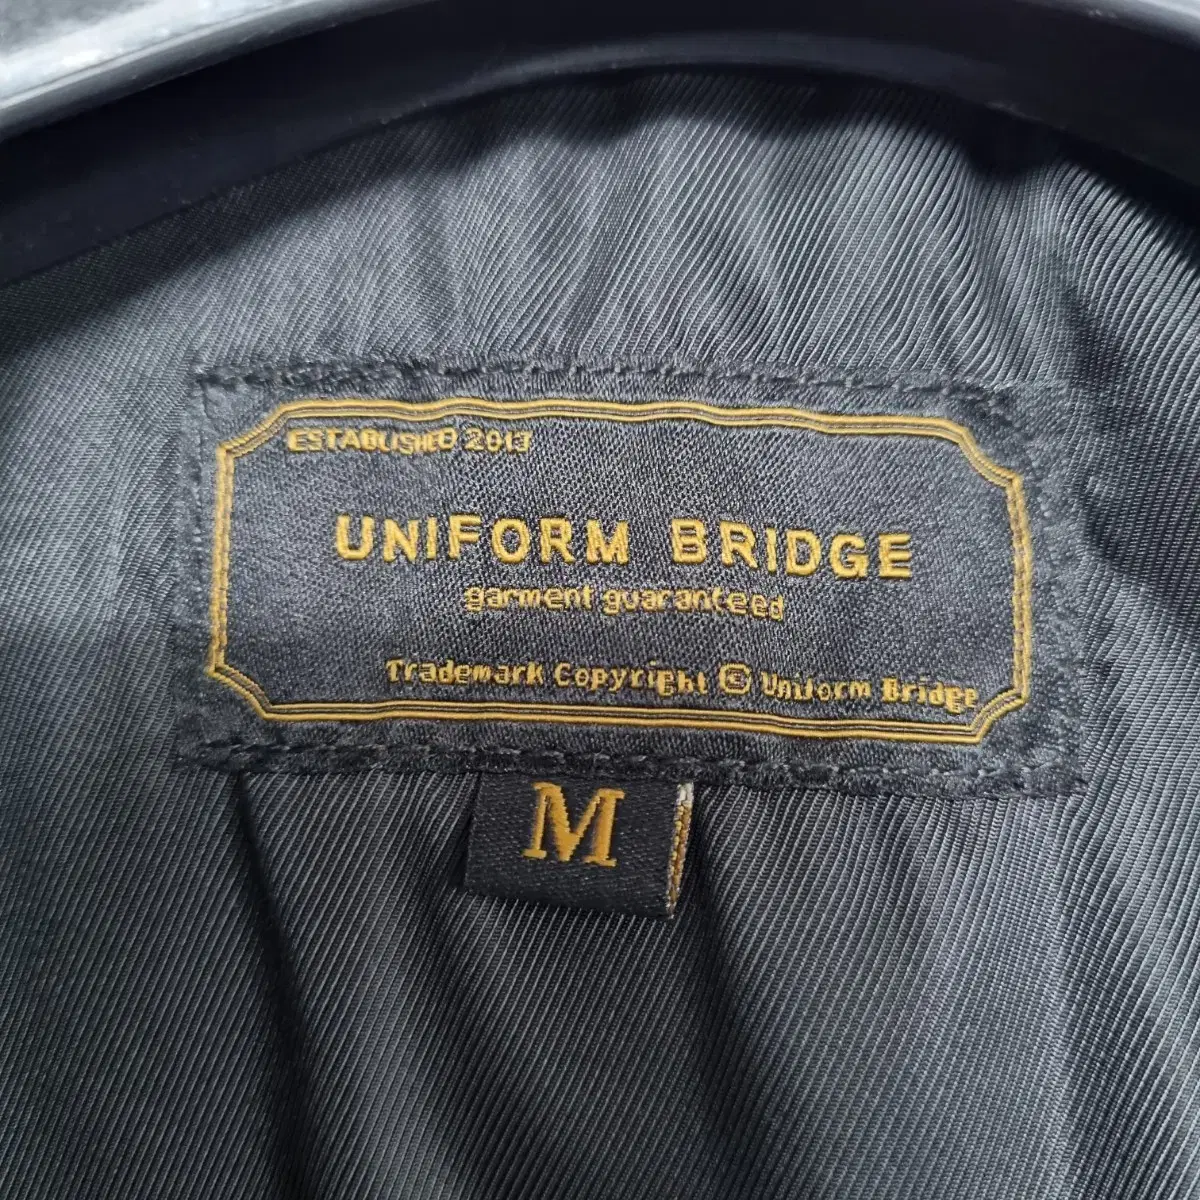 ESTABLISHED 2013
UNIFORM BRIDGE
garment guaranteed
Trademark Copyright © Uniform Bridge
M